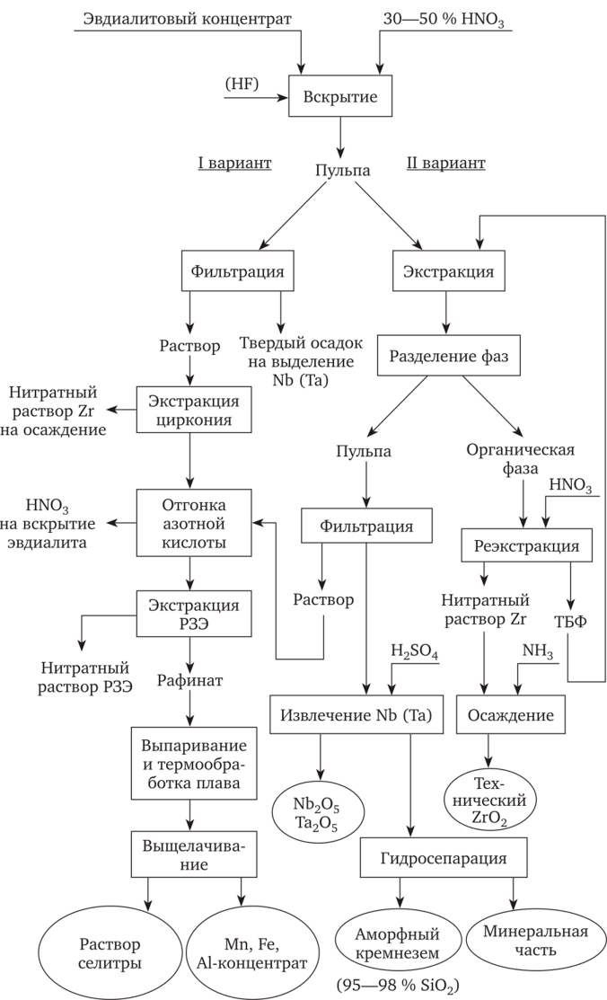 Эвдиалитовый концентрат
30—50 % HNO₃
(HF)
Вскрытие
I вариант
II вариант
Пульпа
Фильтрация
Экстракция
Раствор
Твердый осадок
на выделение
Nb (Ta)
Разделение фаз
Нитратный
раствор Zr
на осаждение
Экстракция
циркония
Пульпа
Органическая
фаза
HNO₃
HNO₃
на вскрытие
эвдиалита
Отгонка
азотной
кислоты
Фильтрация
Реэкстракция
Экстракция
РЗЭ
Раствор
Нитратный
раствор Zr
ТБФ
Нитратный
раствор РЗЭ
Рафинат
H₂SO₄
NH₃
Извлечение Nb (Ta)
Осаждение
Выпаривание
и термообра-
ботка плава
Nb₂O₅
Ta₂O₅
Тех-
нический
ZrO₂
Выщелачива-
ние
Гидросепарация
Раствор
селитры
Mn, Fe,
Al-концентрат
Аморфный
кремнезем
Минеральная
часть
(95—98 % SiO₂)